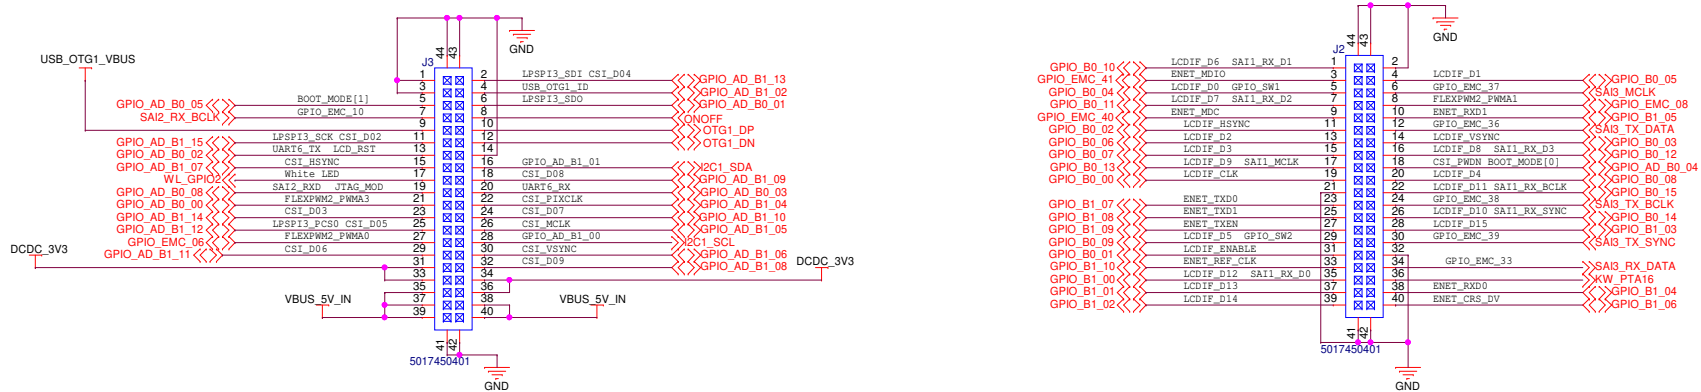 GND
44
43
J3
USB_OTG1_VBUS
1
2
LPSPI3_SDI CSI_D04
GPIO_AD_B1_13
3
4
USB_OTG1_ID
GPIO_AD_B1_02
GPIO_AD_B0_05
BOOT_MODE[1]
5
6
LPSPI3_SDO
GPIO_AD_B0_01
SAI2_RX_BCLK
GPIO_EMC_10
7
8
ONOFF
9
10
OTG1_DP
GPIO_AD_B1_15
LPSPI3_SCK CSI_D02
11
12
OTG1_DN
GPIO_AD_B0_02
UART6_TX LCD_RST
13
14
GPIO_AD_B1_07
CSI_HSYNC
15
16
GPIO_AD_B1_01
I2C1_SDA
WL_GPIO2
White LED
17
18
CSI_D08
GPIO_AD_B1_09
GPIO_AD_B0_08
SAI2_RXD JTAG_MOD
19
20
UART6_RX
GPIO_AD_B0_03
GPIO_AD_B0_00
FLEXPWM2_PWMA3
21
22
CSI_PIXCLK
GPIO_AD_B1_04
GPIO_AD_B1_14
CSI_D03
23
24
CSI_D07
GPIO_AD_B1_10
GPIO_AD_B1_12
LPSPI3_PCS0 CSI_D05
25
26
CSI_MCLK
GPIO_AD_B1_05
GPIO_EMC_06
FLEXPWM2_PWMA0
27
28
GPIO_AD_B1_00
I2C1_SCL
GPIO_AD_B1_11
CSI_D06
29
30
CSI_VSYNC
GPIO_AD_B1_06
DCDC_3V3
31
32
CSI_D09
GPIO_AD_B1_08
33
34
DCDC_3V3
35
36
VBUS_5V_IN
37
38
VBUS_5V_IN
39
40
41
42
5017450401
GND
GND
44
43
J2
GPIO_B0_10
LCDIF_D6 SAI1_RX_D1
1
2
GPIO_EMC_41
ENET_MDIO
3
4
LCDIF_D1
GPIO_B0_05
GPIO_B0_04
LCDIF_D0 GPIO_SW1
5
6
GPIO_EMC_37
SAI3_MCLK
GPIO_B0_11
LCDIF_D7 SAI1_RX_D2
7
8
FLEXPWM2_PWMA1
GPIO_EMC_08
GPIO_EMC_40
ENET_MDC
9
10
ENET_RXD1
GPIO_B1_05
GPIO_B0_02
LCDIF_HSYNC
11
12
GPIO_EMC_36
SAI3_TX_DATA
GPIO_B0_06
LCDIF_D2
13
14
LCDIF_VSYNC
GPIO_B0_03
GPIO_B0_07
LCDIF_D3
15
16
LCDIF_D8 SAI1_RX_D3
GPIO_B0_12
GPIO_B0_13
LCDIF_D9 SAI1_MCLK
17
18
CSI_PWDN BOOT_MODE[0]
GPIO_AD_B0_04
GPIO_B0_00
LCDIF_CLK
19
20
LCDIF_D4
GPIO_B0_08
21
22
LCDIF_D11 SAI1_RX_BCLK
GPIO_B0_15
GPIO_B1_07
ENET_TXD0
23
24
GPIO_EMC_38
SAI3_TX_BCLK
GPIO_B1_08
ENET_TXD1
25
26
LCDIF_D10 SAI1_RX_SYNC
GPIO_B0_14
GPIO_B1_09
ENET_TXEN
27
28
LCDIF_D15
GPIO_B1_03
GPIO_B0_09
LCDIF_D5 GPIO_SW2
29
30
GPIO_EMC_39
SAI3_TX_SYNC
GPIO_B0_01
LCDIF_ENABLE
31
32
GPIO_B1_10
ENET_REF_CLK
33
34
GPIO_EMC_33
SAI3_RX_DATA
GPIO_B1_00
LCDIF_D12 SAI1_RX_D0
35
36
KW_PTA16
GPIO_B1_01
LCDIF_D13
37
38
ENET_RXD0
GPIO_B1_04
GPIO_B1_02
LCDIF_D14
39
40
ENET_CRS_DV
GPIO_B1_06
41
42
5017450401
GND